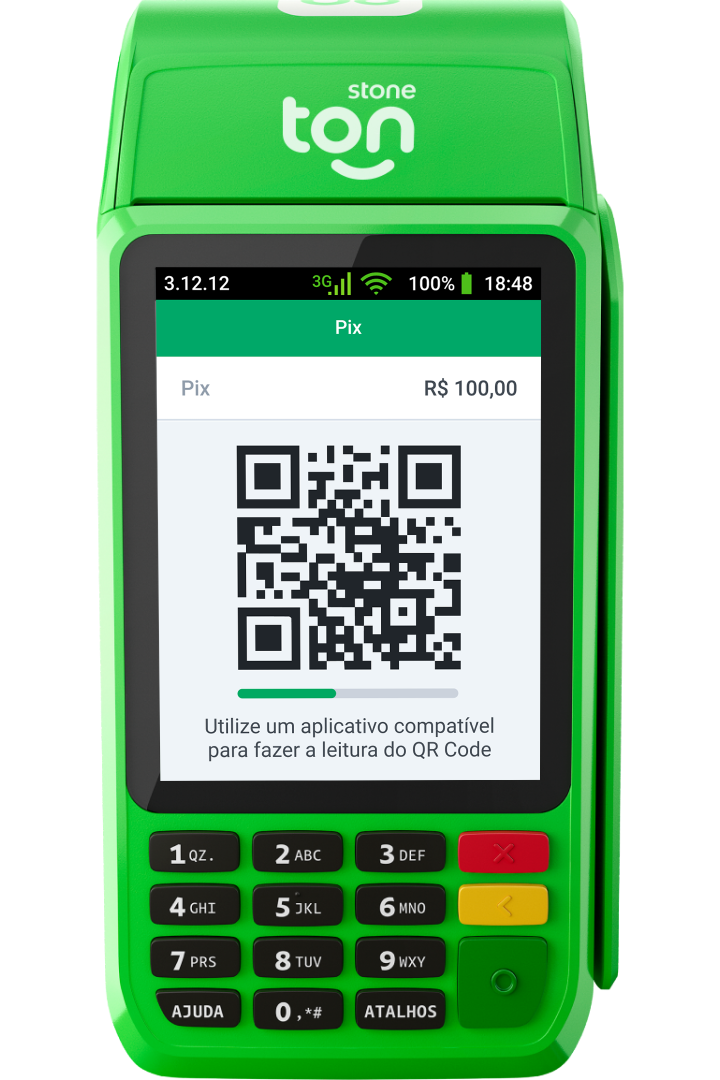 stone
ton
3.12.12 3G 100% 18:48
Pix
Pix R$ 100,00
Utilize um aplicativo compatível
para fazer a leitura do QR Code
1 QZ. 2 ABC 3 DEF
4 GHI 5 JKL 6 MNO
7 PRS 8 TUV 9 WXY
AJUDA 0 ,*# ATALHOS